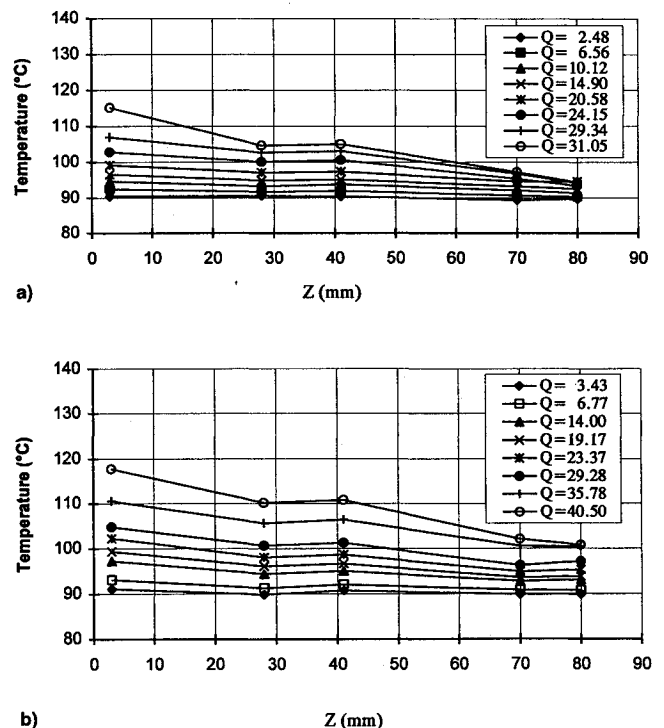 140
130
120
110
100
90
80
Temperature (°C)
Q= 2.48
Q= 6.56
Q= 10.12
Q= 14.90
Q= 20.58
Q= 24.15
Q= 29.34
Q= 31.05
0 10 20 30 40 50 60 70 80 90
a)
Z (mm)
140
130
120
110
100
90
80
Temperature (°C)
Q= 3.43
Q= 6.77
Q= 14.00
Q= 19.17
Q= 23.37
Q= 29.28
Q= 35.78
Q= 40.50
0 10 20 30 40 50 60 70 80 90
b)
Z (mm)